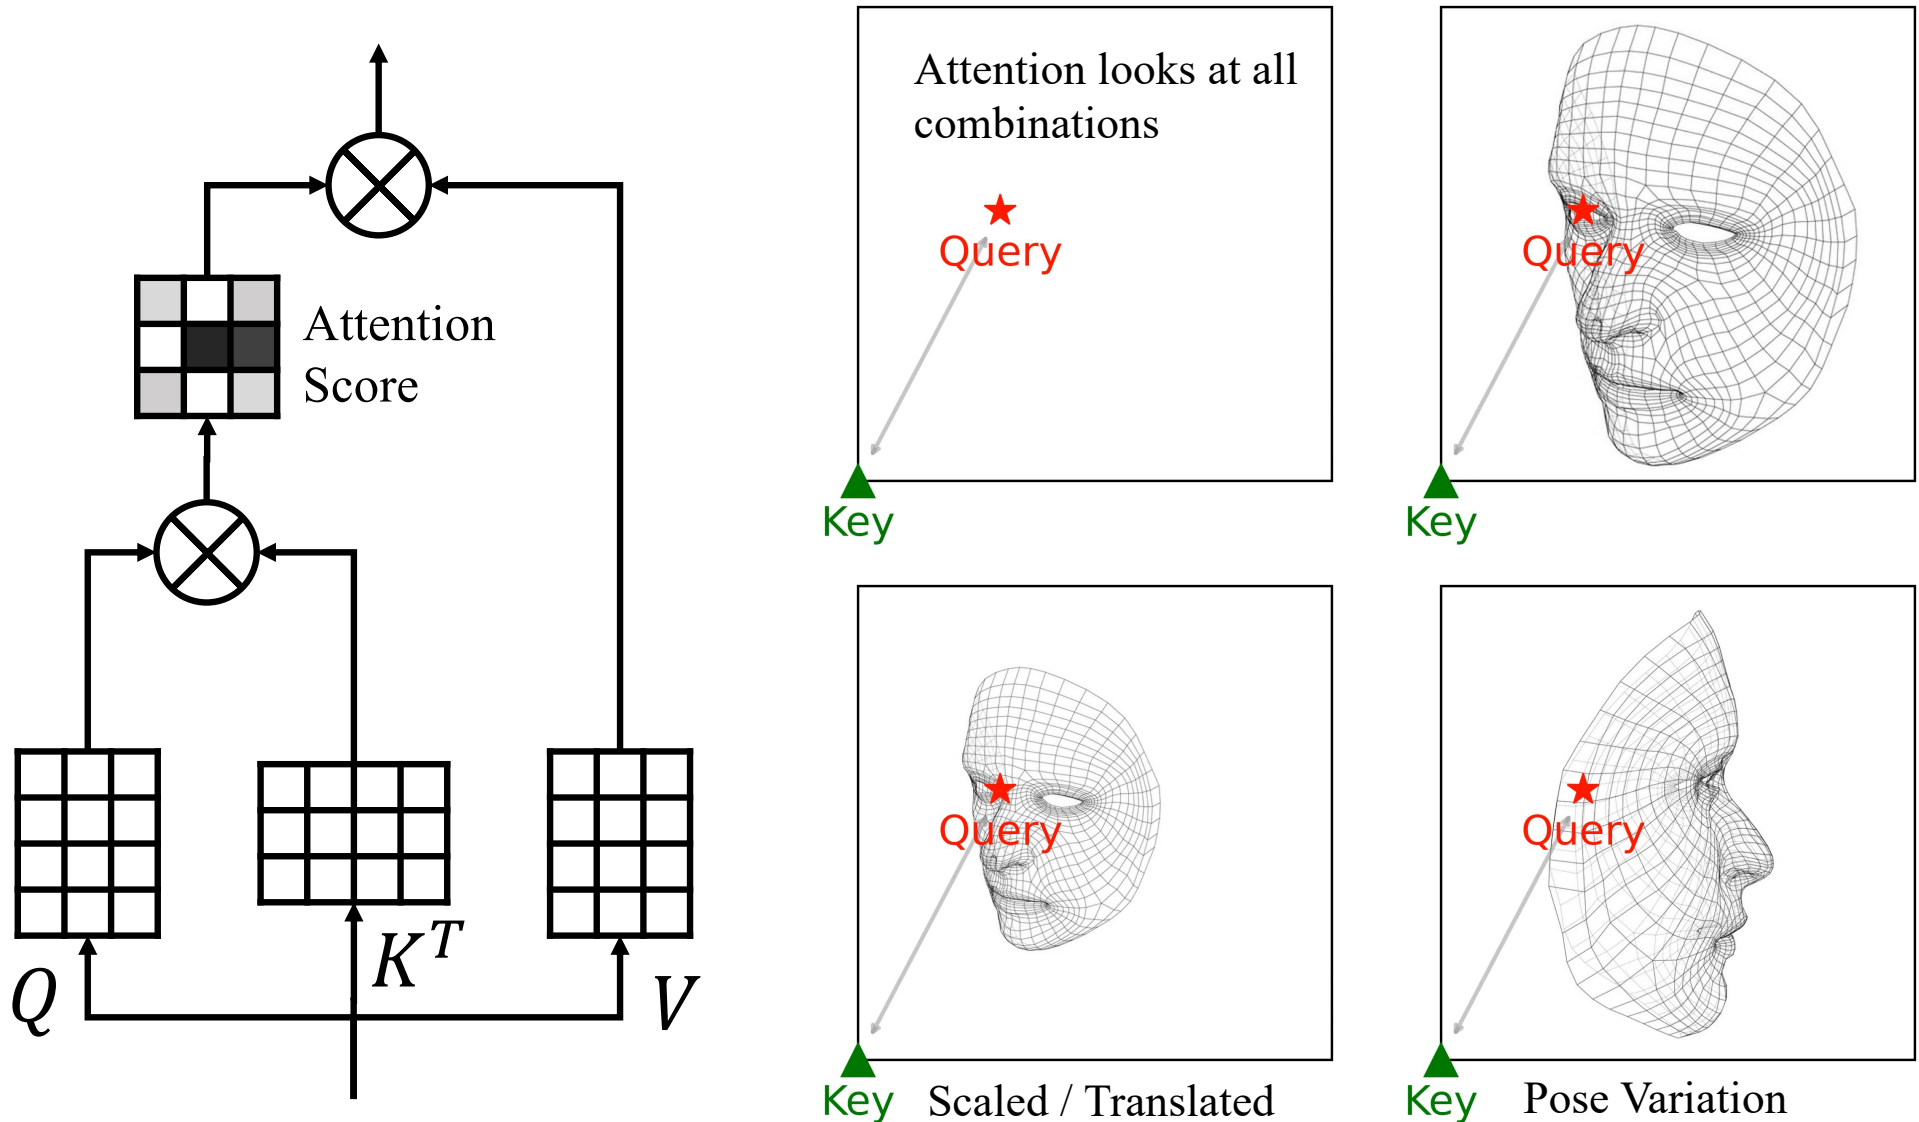 Attention
Score
Q
K^T
V
Attention looks at all
combinations
Query
Key
Query
Key
Query
Key
Scaled / Translated
Query
Key
Pose Variation